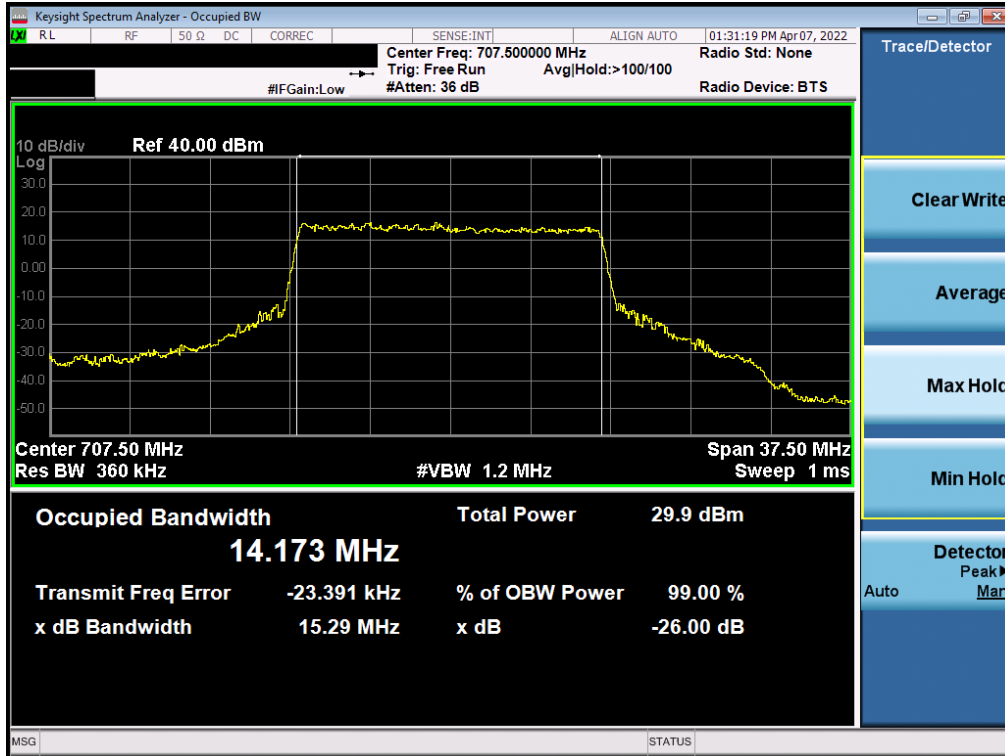 Keysight Spectrum Analyzer - Occupied BW
LXI RL RF 50 Ω DC CORREC SENSE:INT ALIGN AUTO 01:31:19 PM Apr 07, 2022
Center Freq: 707.500000 MHz Radio Std: None
Trig: Free Run Avg|Hold:>100/100
#IFGain:Low #Atten: 36 dB Radio Device: BTS
10 dB/div Ref 40.00 dBm
Log
30.0
20.0
10.0
0.00
-10.0
-20.0
-30.0
-40.0
-50.0
Center 707.50 MHz Span 37.50 MHz
Res BW 360 kHz #VBW 1.2 MHz Sweep 1 ms
Occupied Bandwidth Total Power 29.9 dBm
14.173 MHz
Transmit Freq Error -23.391 kHz % of OBW Power 99.00 %
x dB Bandwidth 15.29 MHz x dB -26.00 dB
MSG STATUS
Trace/Detector
Clear Write
Average
Max Hold
Min Hold
Detector
Peak▶
Auto Man